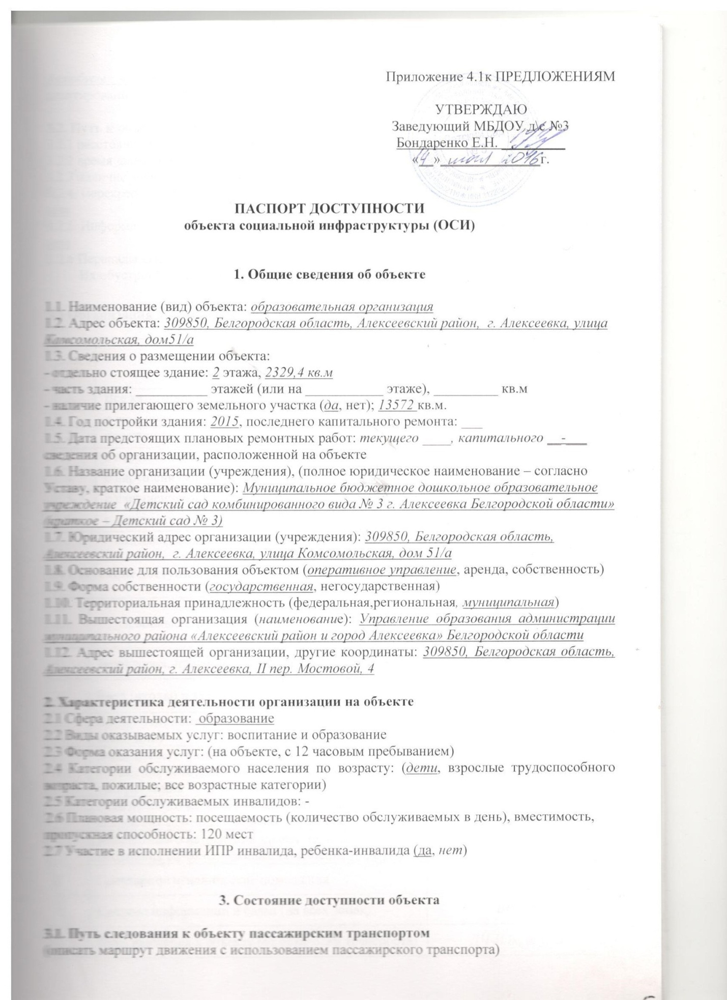 Приложение 4.1к ПРЕДЛОЖЕНИЯМ
УТВЕРЖДАЮ
Заведующий МБДОУ д\с №3
Бондаренко Е.Н. _________
«14» июля 2016г.
ПАСПОРТ ДОСТУПНОСТИ
объекта социальной инфраструктуры (ОСИ)
1. Общие сведения об объекте
1.1. Наименование (вид) объекта: образовательная организация
1.2. Адрес объекта: 309850, Белгородская область, Алексеевский район, г. Алексеевка, улица
Комсомольская, дом51/а
1.3. Сведения о размещении объекта:
- отдельно стоящее здание: 2 этажа, 2329,4 кв.м
- часть здания: ___________ этажей (или на ____________ этаже), __________ кв.м
- наличие прилегающего земельного участка (да, нет); 13572 кв.м.
1.4. Год постройки здания: 2015, последнего капитального ремонта: ___
1.5. Дата предстоящих плановых ремонтных работ: текущего ____, капитального __-___
сведения об организации, расположенной на объекте
1.6. Название организации (учреждения), (полное юридическое наименование – согласно
Уставу, краткое наименование): Муниципальное бюджетное дошкольное образовательное
учреждение «Детский сад комбинированного вида № 3 г. Алексеевка Белгородской области»
(краткое – Детский сад № 3)
1.7. Юридический адрес организации (учреждения): 309850, Белгородская область,
Алексеевский район, г. Алексеевка, улица Комсомольская, дом 51/а
1.8. Основание для пользования объектом (оперативное управление, аренда, собственность)
1.9. Форма собственности (государственная, негосударственная)
1.10. Территориальная принадлежность (федеральная,региональная, муниципальная)
1.11. Вышестоящая организация (наименование): Управление образования администрации
муниципального района «Алексеевский район и город Алексеевка» Белгородской области
1.12. Адрес вышестоящей организации, другие координаты: 309850, Белгородская область,
Алексеевский район, г. Алексеевка, II пер. Мостовой, 4
2. Характеристика деятельности организации на объекте
2.1 Сфера деятельности: образование
2.2 Виды оказываемых услуг: воспитание и образование
2.3 Форма оказания услуг: (на объекте, с 12 часовым пребыванием)
2.4 Категории обслуживаемого населения по возрасту: (дети, взрослые трудоспособного
возраста, пожилые; все возрастные категории)
2.5 Категории обслуживаемых инвалидов: -
2.6 Плановая мощность: посещаемость (количество обслуживаемых в день), вместимость,
пропускная способность: 120 мест
2.7 Участие в исполнении ИПР инвалида, ребенка-инвалида (да, нет)
3. Состояние доступности объекта
3.1. Путь следования к объекту пассажирским транспортом
(описать маршрут движения с использованием пассажирского транспорта)